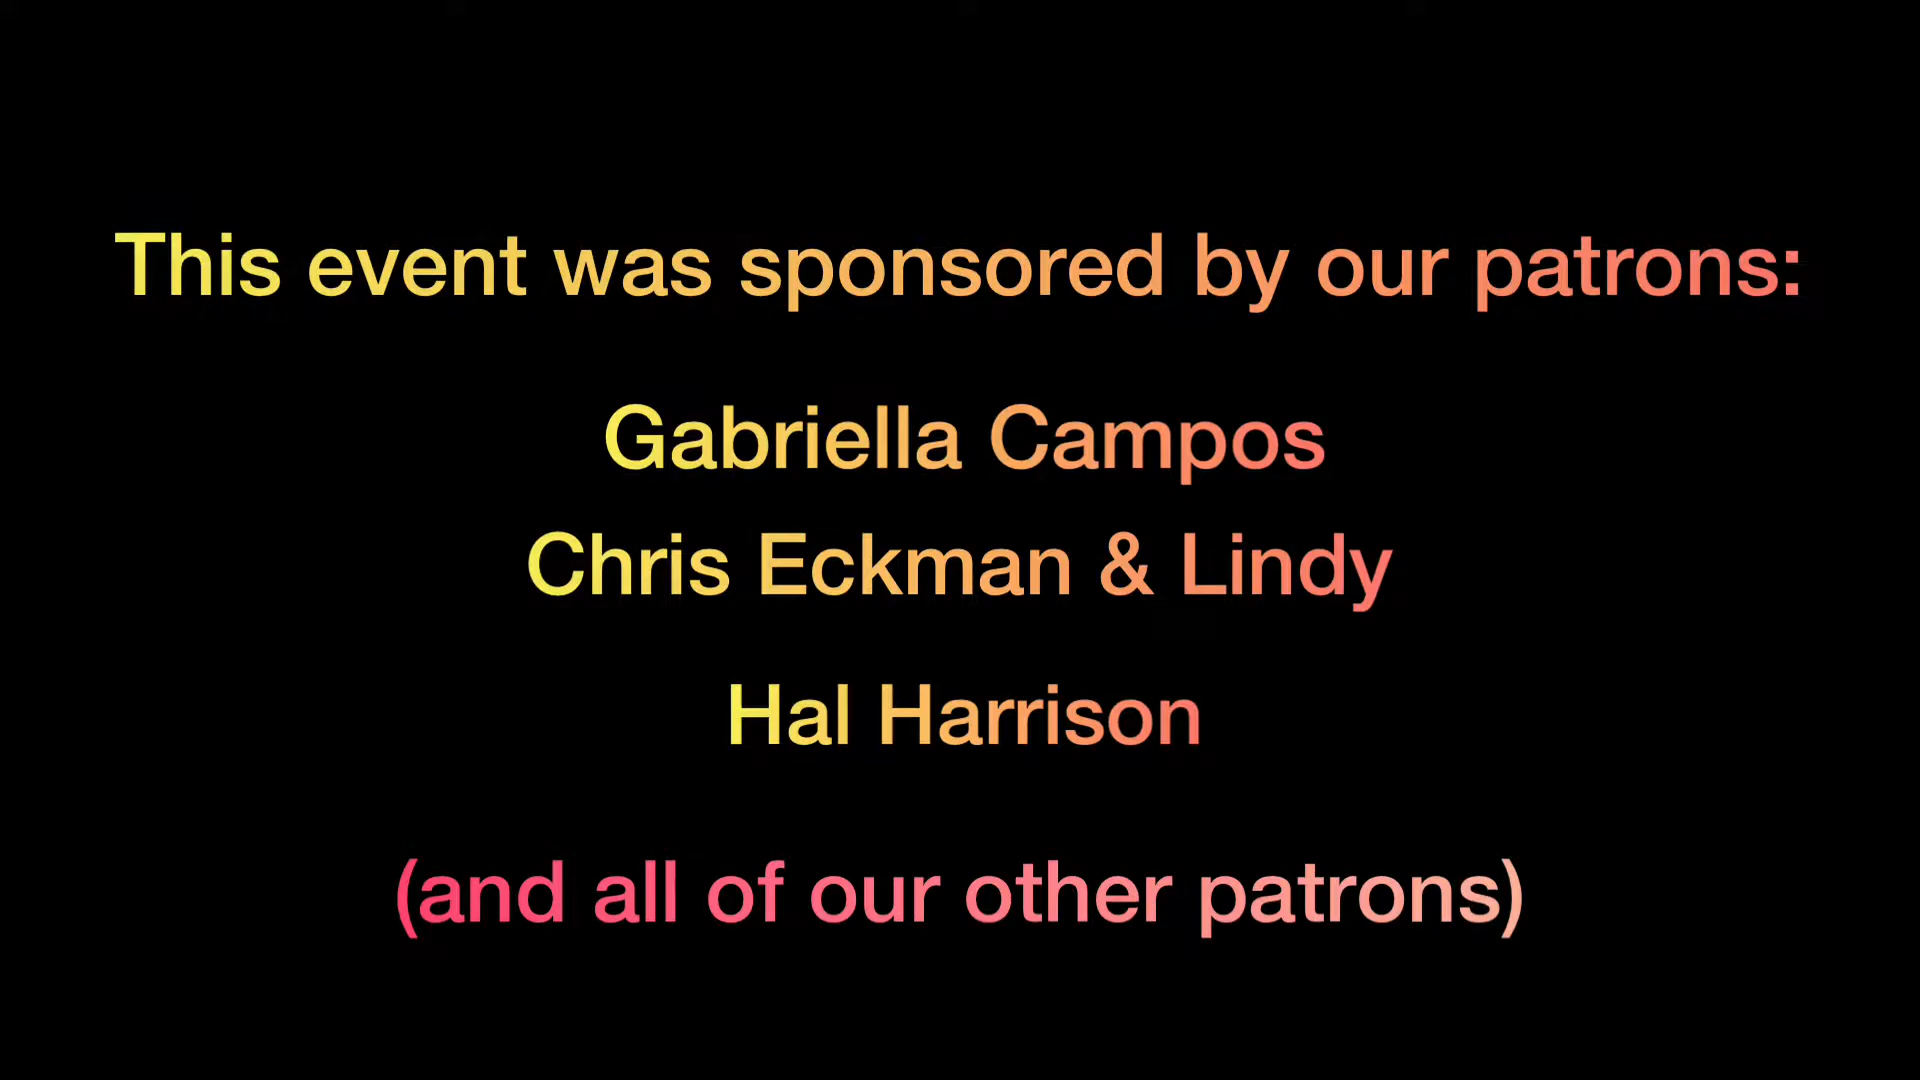 This event was sponsored by our patrons:
Gabriella Campos
Chris Eckman & Lindy
Hal Harrison
(and all of our other patrons)